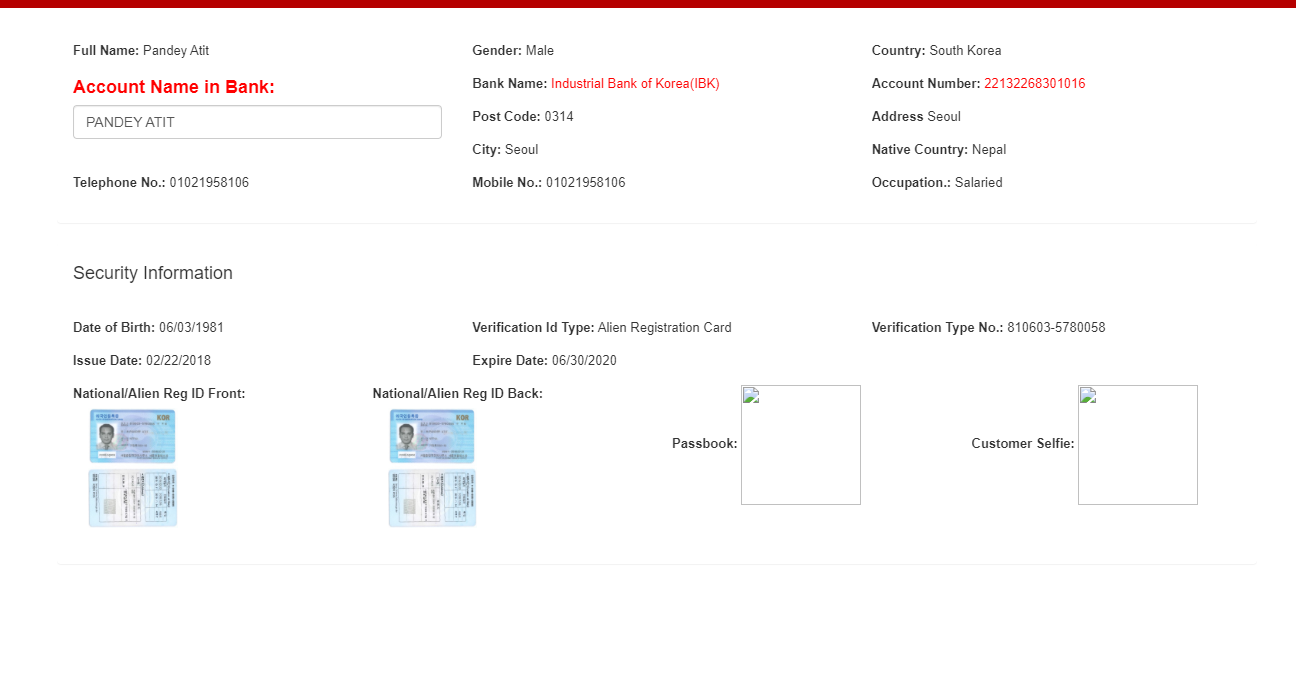 Full Name: Pandey Atit
Gender: Male
Country: South Korea
Account Name in Bank:
PANDEY ATIT
Bank Name: Industrial Bank of Korea(IBK)
Account Number: 22132268301016
Post Code: 0314
Address Seoul
City: Seoul
Native Country: Nepal
Telephone No.: 01021958106
Mobile No.: 01021958106
Occupation.: Salaried
Security Information
Date of Birth: 06/03/1981
Verification Id Type: Alien Registration Card
Verification Type No.: 810603-5780058
Issue Date: 02/22/2018
Expire Date: 06/30/2020
National/Alien Reg ID Front:
KOR
National/Alien Reg ID Back:
KOR
Passbook:
Customer Selfie: